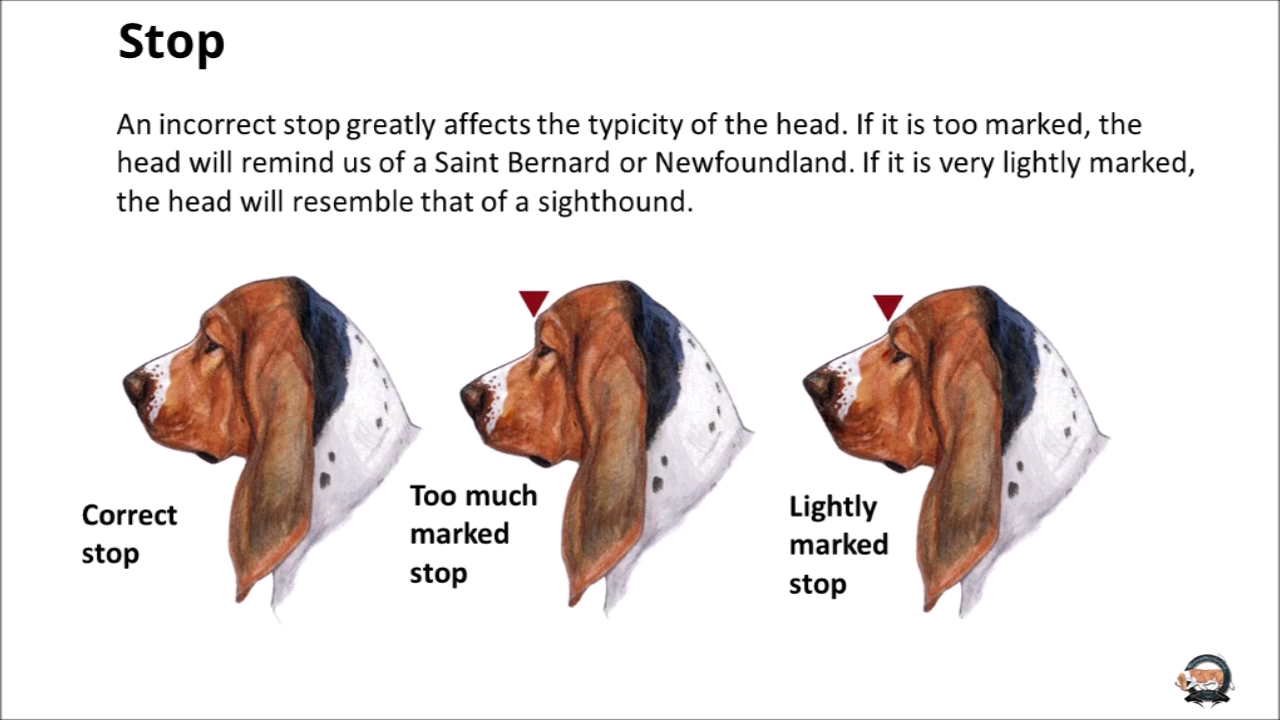 Stop
An incorrect stop greatly affects the typicity of the head. If it is too marked, the
head will remind us of a Saint Bernard or Newfoundland. If it is very lightly marked,
the head will resemble that of a sighthound.
Correct
stop
Too much
marked
stop
Lightly
marked
stop